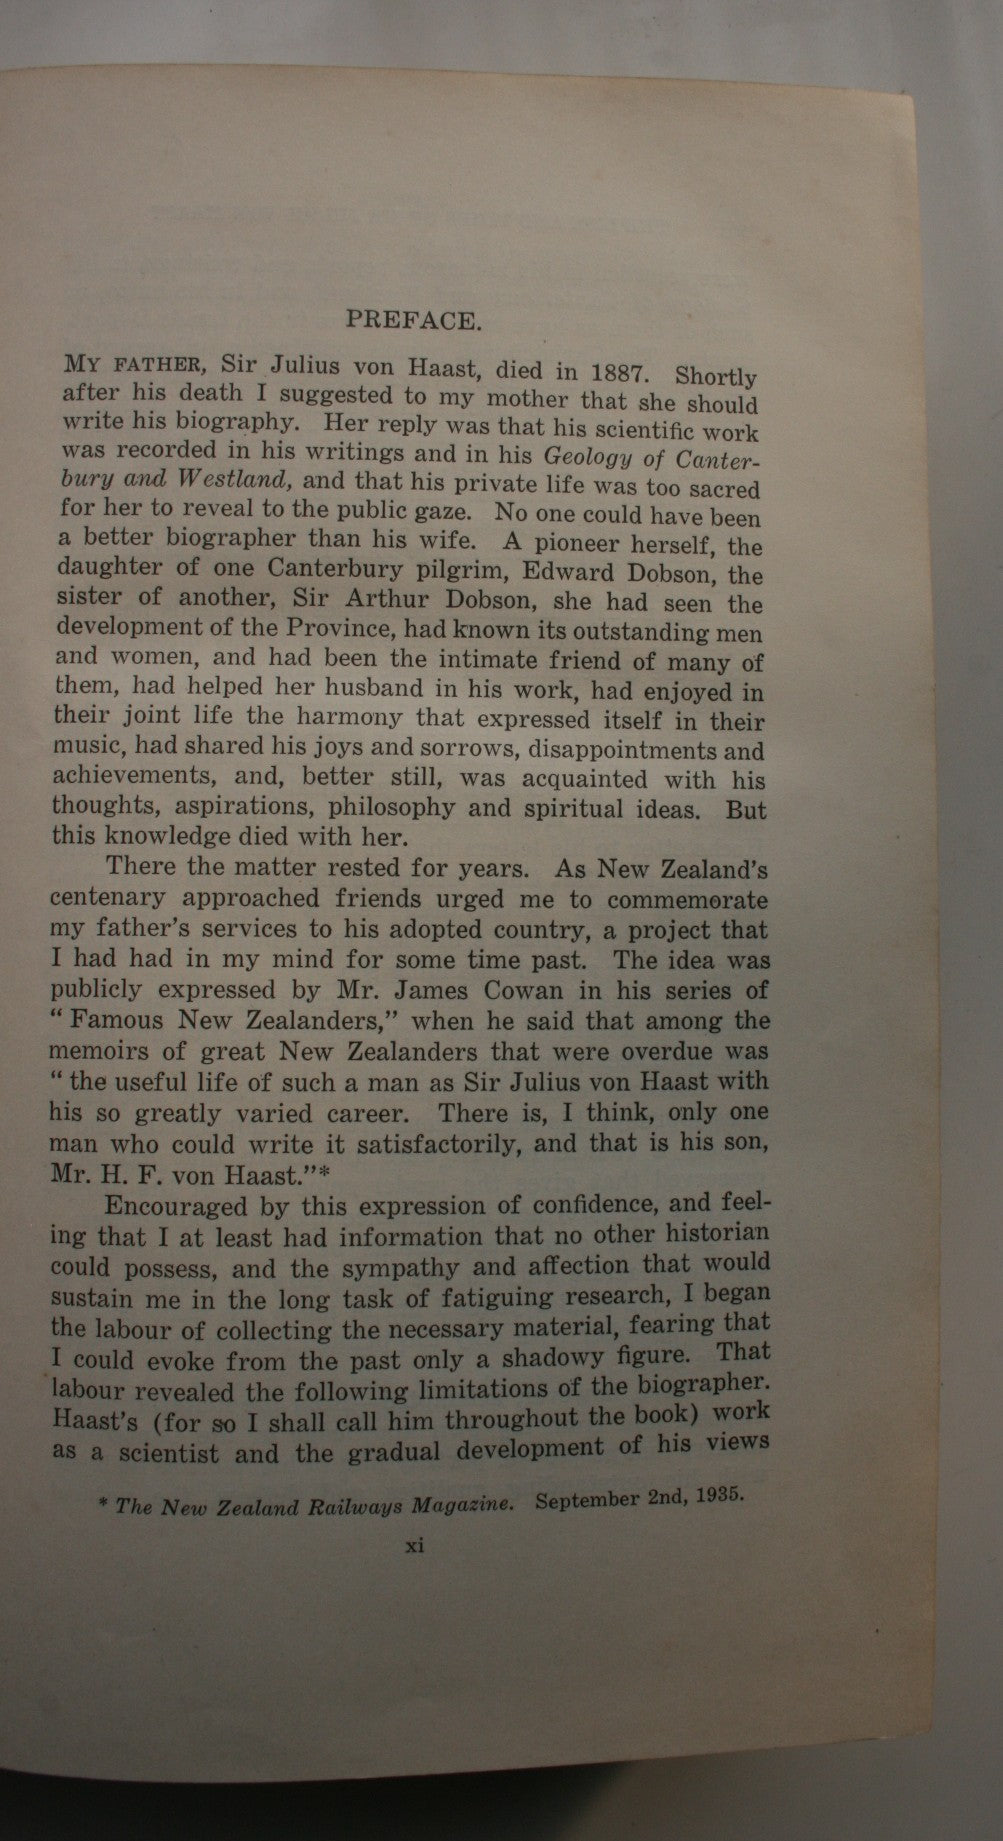 PREFACE.
MY FATHER, Sir Julius von Haast, died in 1887. Shortly
after his death I suggested to my mother that she should
write his biography. Her reply was that his scientific work
was recorded in his writings and in his Geology of Canter-
bury and Westland, and that his private life was too sacred
for her to reveal to the public gaze. No one could have been
a better biographer than his wife. A pioneer herself, the
daughter of one Canterbury pilgrim, Edward Dobson, the
sister of another, Sir Arthur Dobson, she had seen the
development of the Province, had known its outstanding men
and women, and had been the intimate friend of many of
them, had helped her husband in his work, had enjoyed in
their joint life the harmony that expressed itself in their
music, had shared his joys and sorrows, disappointments and
achievements, and, better still, was acquainted with his
thoughts, aspirations, philosophy and spiritual ideas. But
this knowledge died with her.
There the matter rested for years. As New Zealand's
centenary approached friends urged me to commemorate
my father's services to his adopted country, a project that
I had had in my mind for some time past. The idea was
publicly expressed by Mr. James Cowan in his series of
“ Famous New Zealanders,” when he said that among the
memoirs of great New Zealanders that were overdue was
“ the useful life of such a man as Sir Julius von Haast with
his so greatly varied career. There is, I think, only one
man who could write it satisfactorily, and that is his son,
Mr. H. F. von Haast.”*
Encouraged by this expression of confidence, and feel-
ing that I at least had information that no other historian
could possess, and the sympathy and affection that would
sustain me in the long task of fatiguing research, I began
the labour of collecting the necessary material, fearing that
I could evoke from the past only a shadowy figure. That
labour revealed the following limitations of the biographer.
Haast's (for so I shall call him throughout the book) work
as a scientist and the gradual development of his views
* The New Zealand Railways Magazine. September 2nd, 1935.
xi